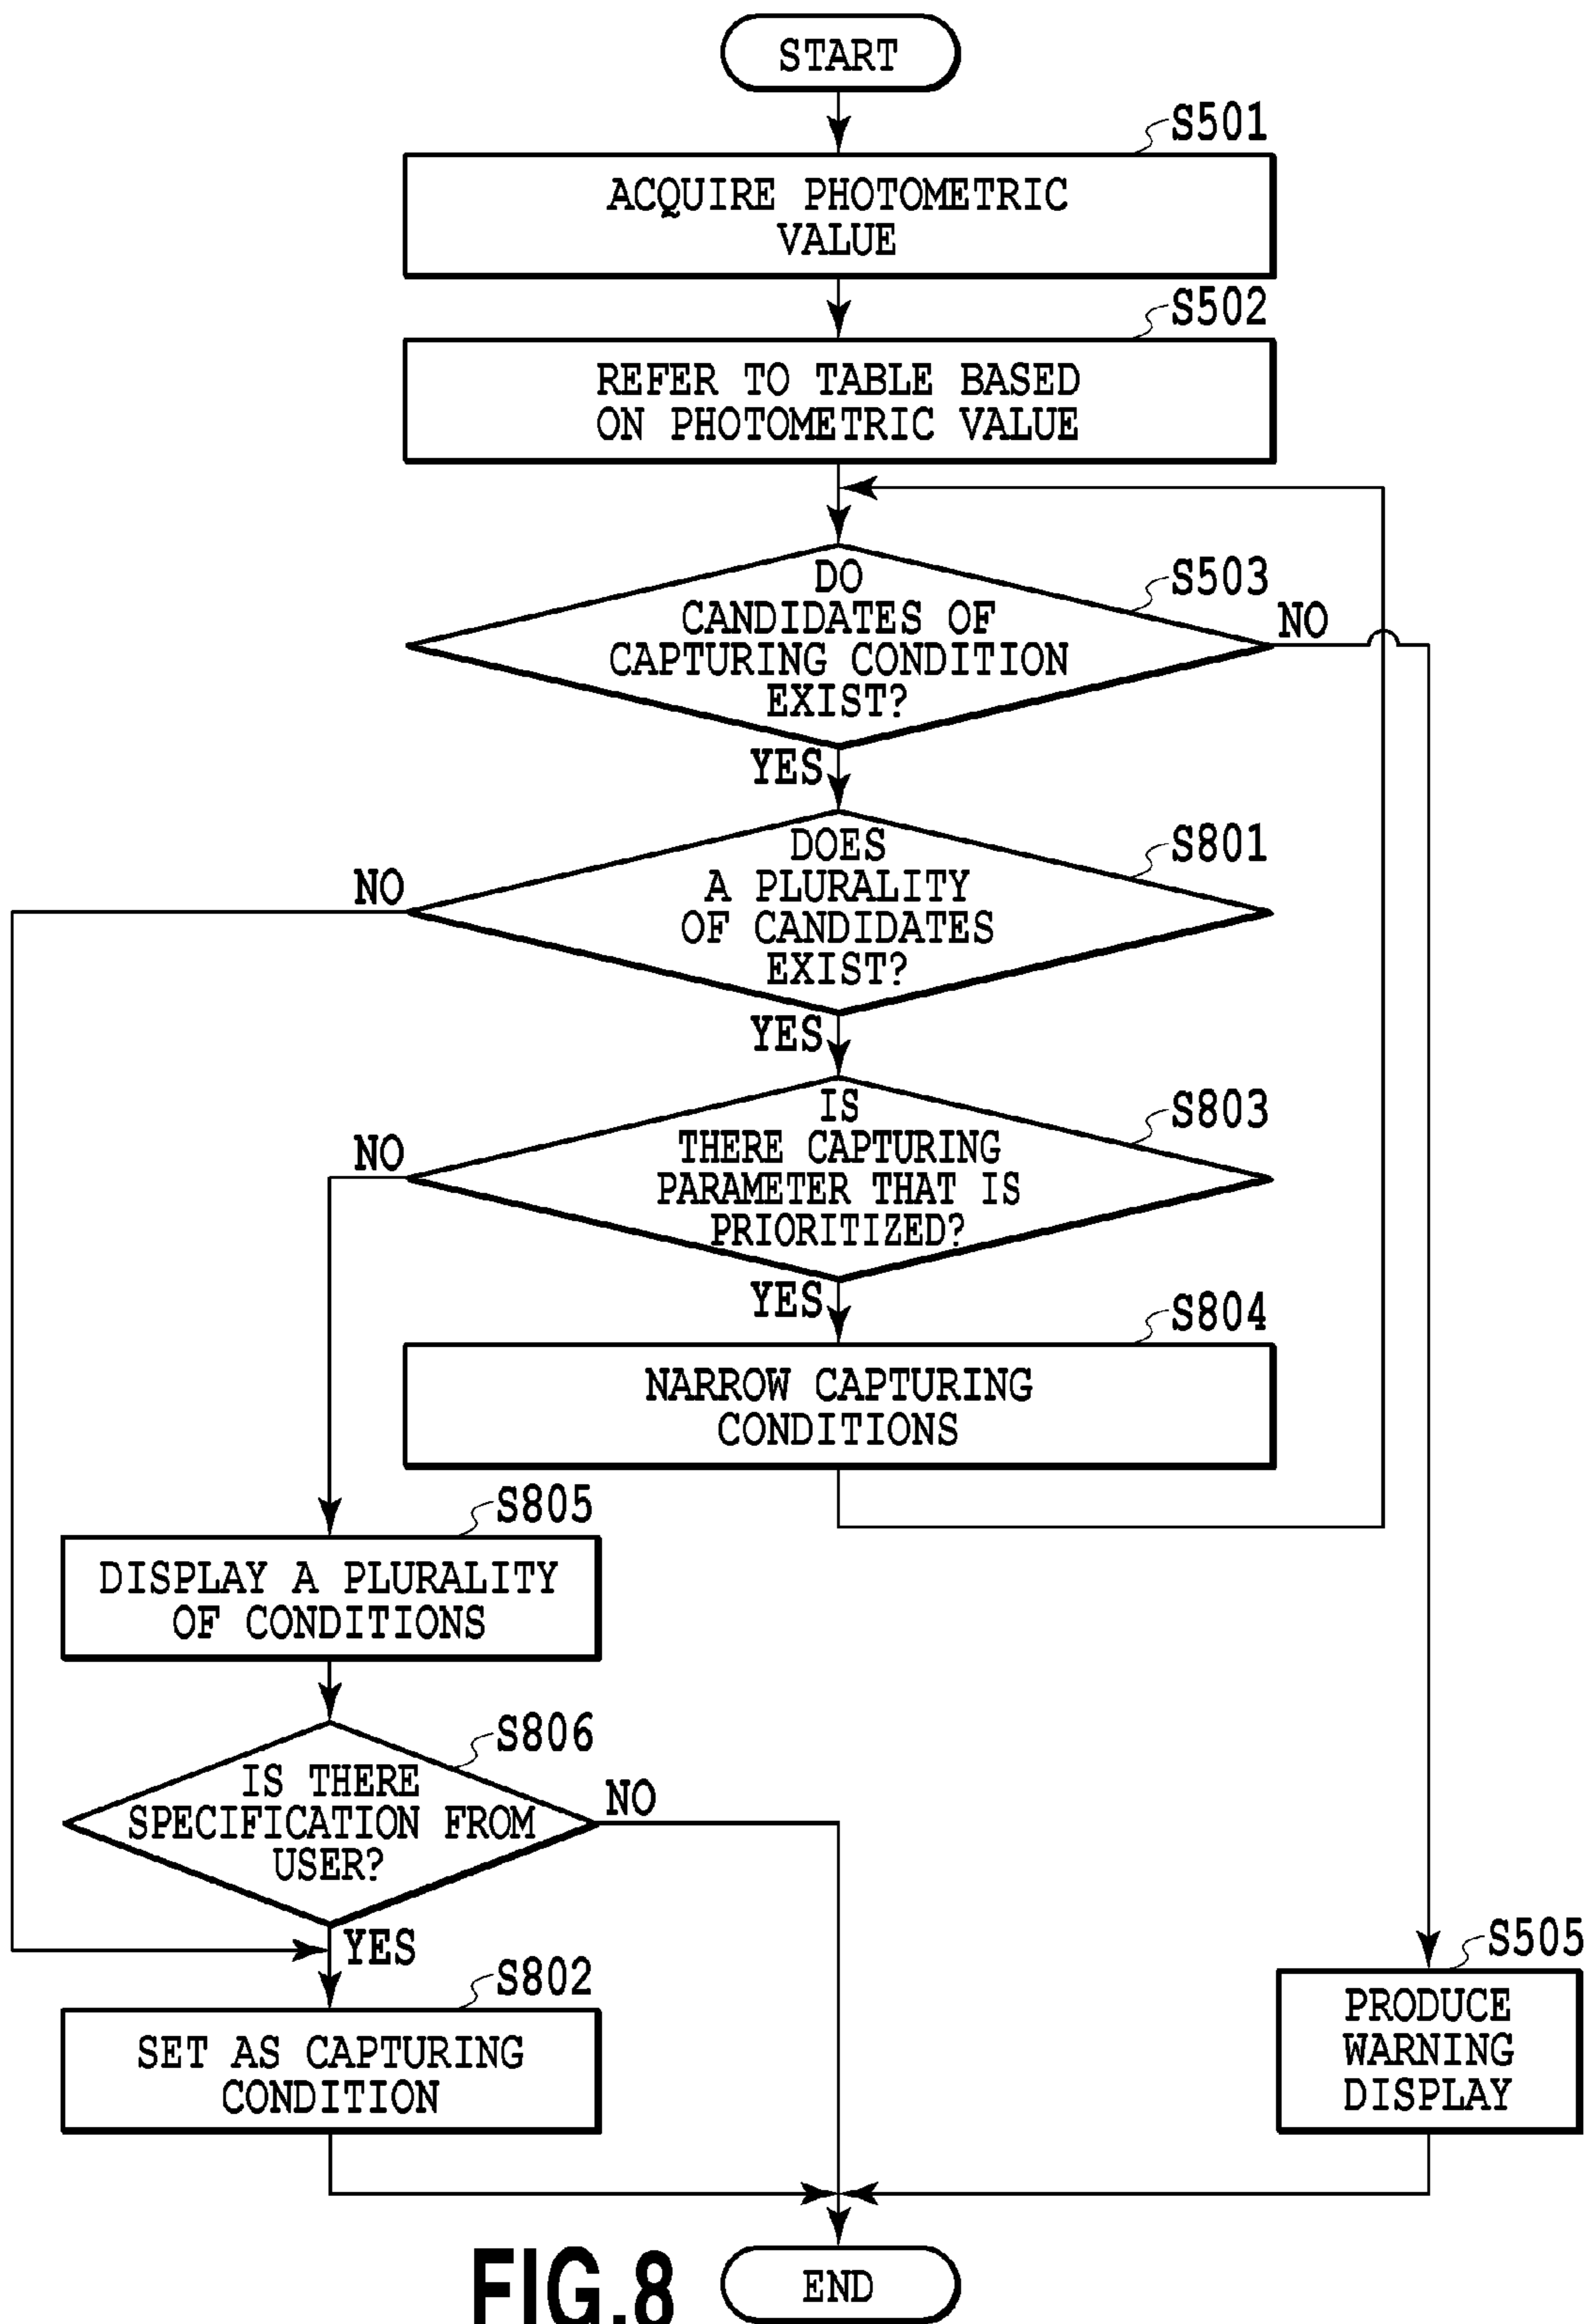 START
S501
ACQUIRE PHOTOMETRIC
VALUE
S502
REFER TO TABLE BASED
ON PHOTOMETRIC VALUE
S503
DO
CANDIDATES OF
CAPTURING CONDITION
EXIST?
NO
YES
S801
DOES
A PLURALITY
OF CANDIDATES
EXIST?
NO
YES
S803
IS
THERE CAPTURING
PARAMETER THAT IS
PRIORITIZED?
NO
YES
S804
NARROW CAPTURING
CONDITIONS
S805
DISPLAY A PLURALITY
OF CONDITIONS
S806
IS THERE
SPECIFICATION FROM
USER?
NO
YES
S802
SET AS CAPTURING
CONDITION
S505
PRODUCE
WARNING
DISPLAY
END
FIG.8